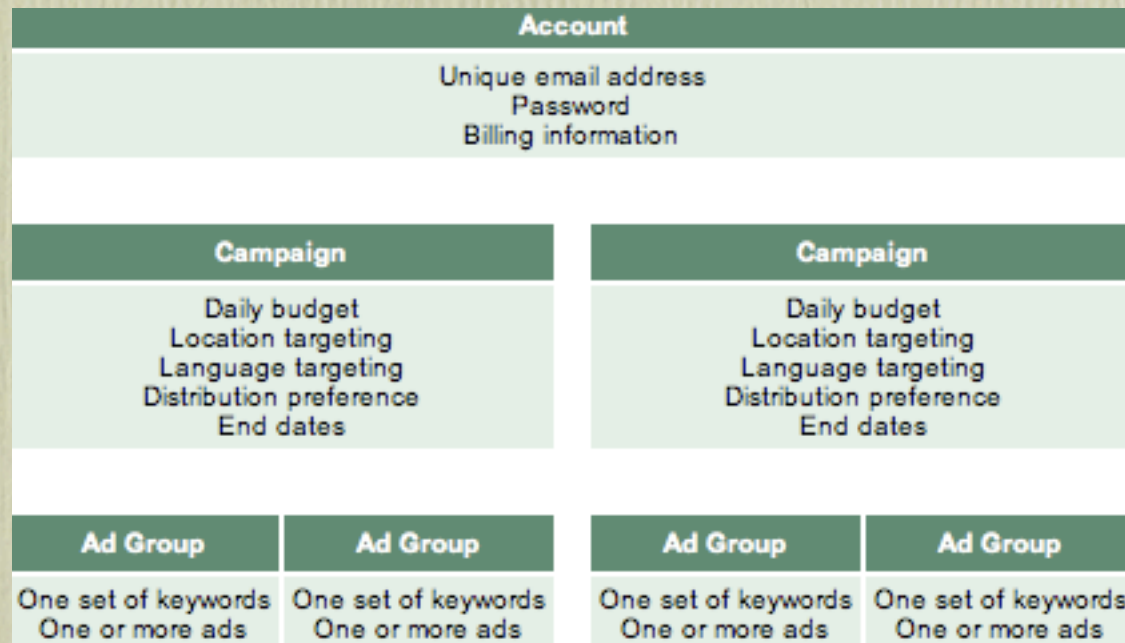 Account
Unique email address
Password
Billing information
Campaign
Daily budget
Location targeting
Language targeting
Distribution preference
End dates
Campaign
Daily budget
Location targeting
Language targeting
Distribution preference
End dates
Ad Group
One set of keywords
One or more ads
Ad Group
One set of keywords
One or more ads
Ad Group
One set of keywords
One or more ads
Ad Group
One set of keywords
One or more ads